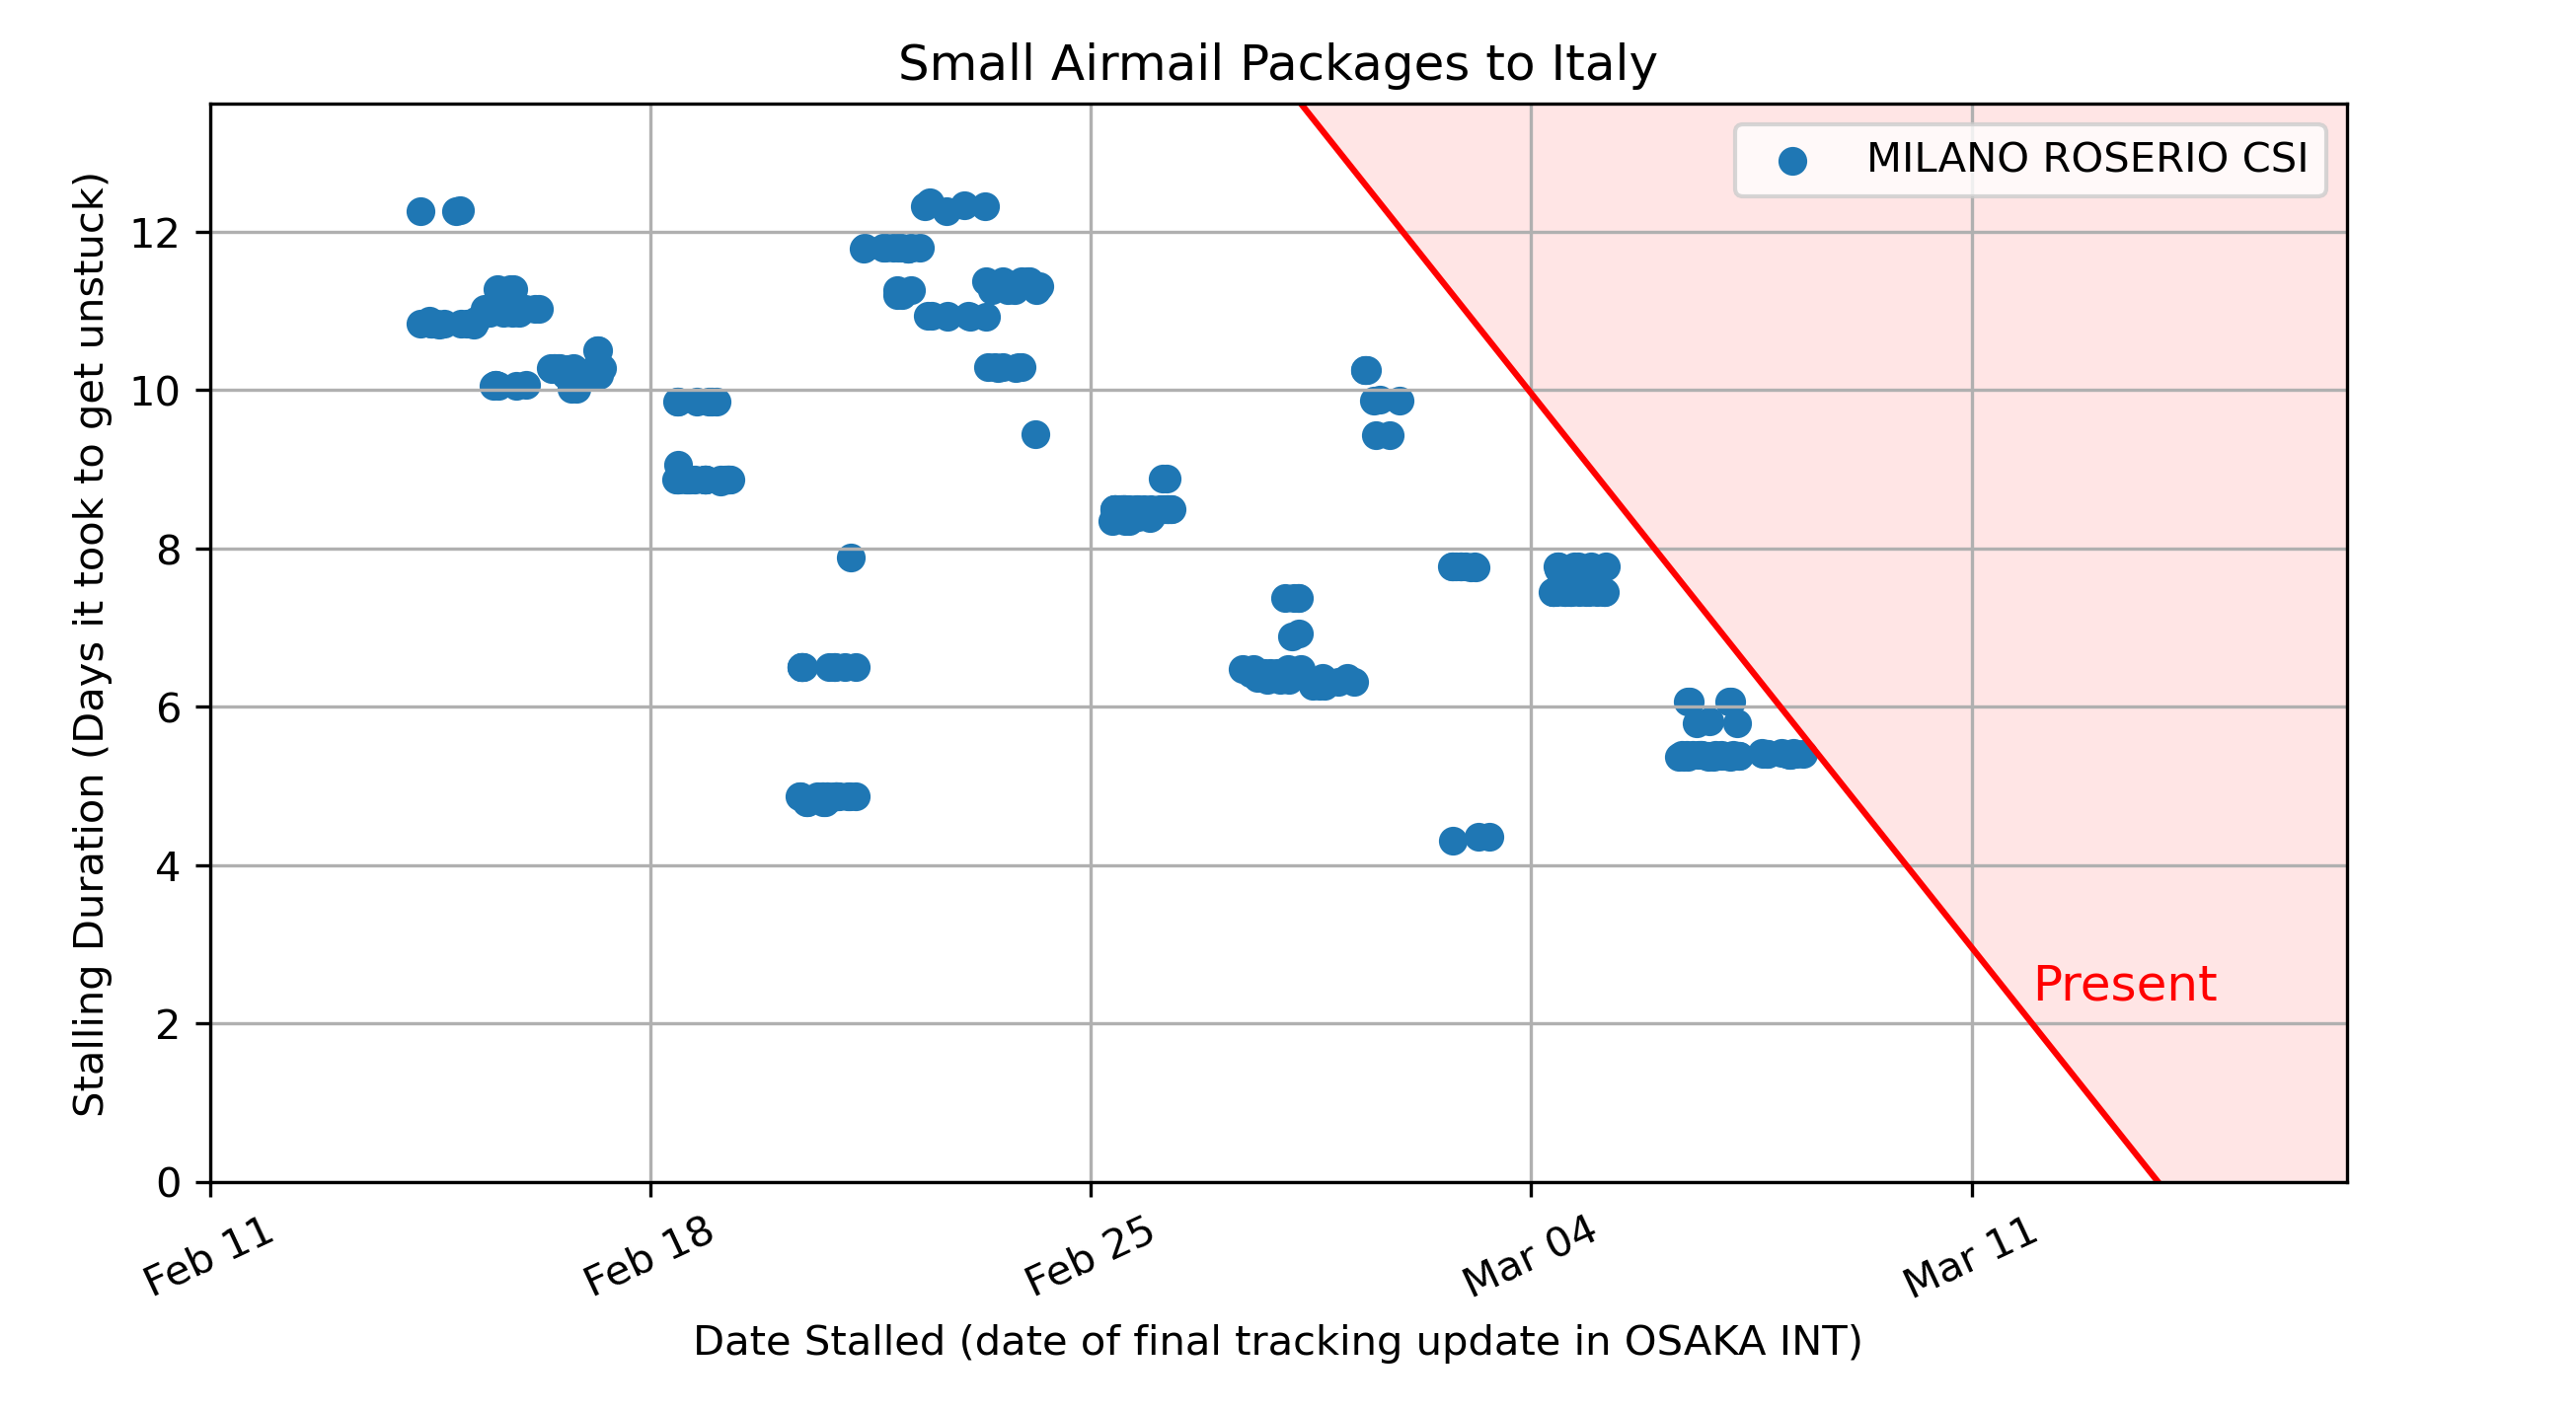 Small Airmail Packages to Italy
MILANO ROSERIO CSI
Stalling Duration (Days it took to get unstuck)
12
10
8
6
4
2
0
Present
Feb 11
Feb 18
Feb 25
Mar 04
Mar 11
Date Stalled (date of final tracking update in OSAKA INT)